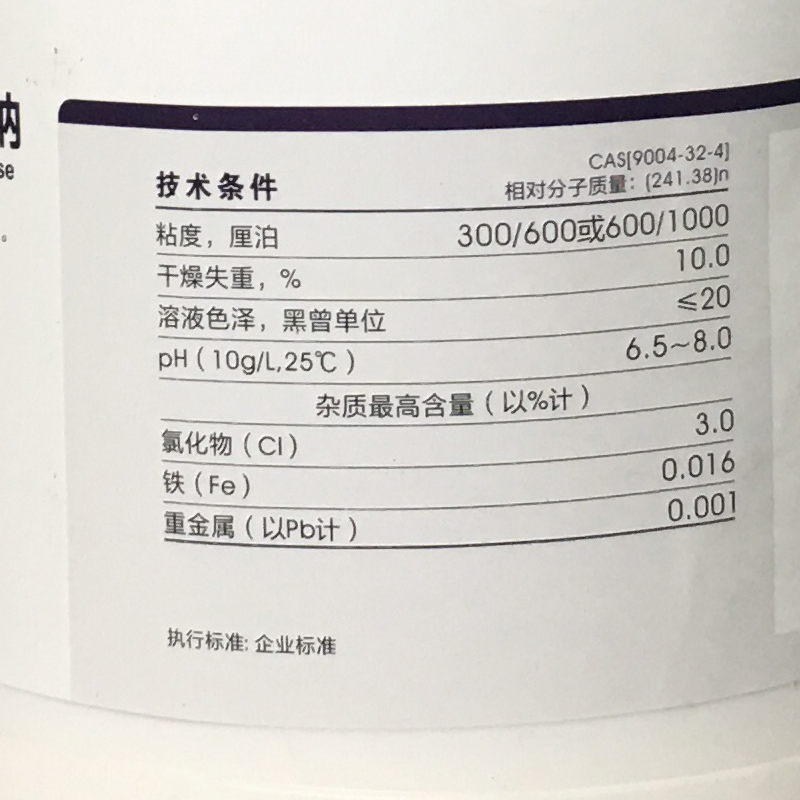 钠
se
。
CAS[9004-32-4]
技术条件 相对分子质量：[241.38]n
粘度，厘泊 300/600或600/1000
干燥失重，% 10.0
溶液色泽，黑曾单位 ≤20
pH（10g/L,25℃） 6.5~8.0
杂质最高含量（以%计）
氯化物（Cl） 3.0
铁（Fe） 0.016
重金属（以Pb计） 0.001
执行标准: 企业标准